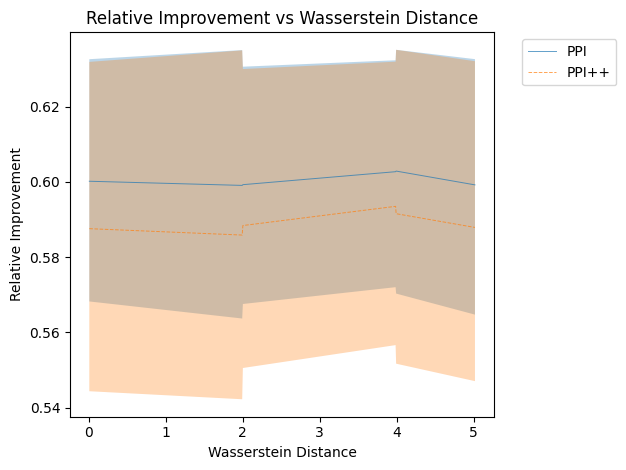 Relative Improvement vs Wasserstein Distance
PPI
PPI++
Relative Improvement
0.62
0.60
0.58
0.56
0.54
0 1 2 3 4 5
Wasserstein Distance